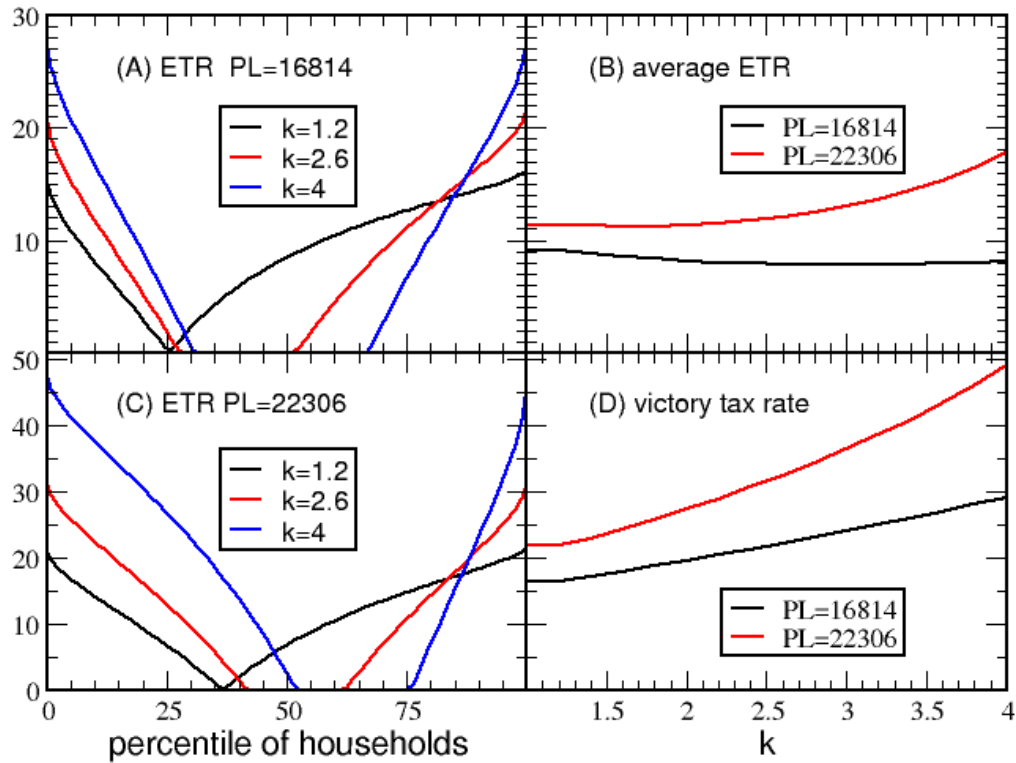 30
(A) ETR PL=16814
(B) average ETR
k=1.2
k=2.6
k=4
PL=16814
PL=22306
20
10
50
(C) ETR PL=22306
(D) victory tax rate
40
k=1.2
k=2.6
k=4
30
20
PL=16814
PL=22306
10
0
0 25 50 75 1.5 2 2.5 3 3.5 4
percentile of households k